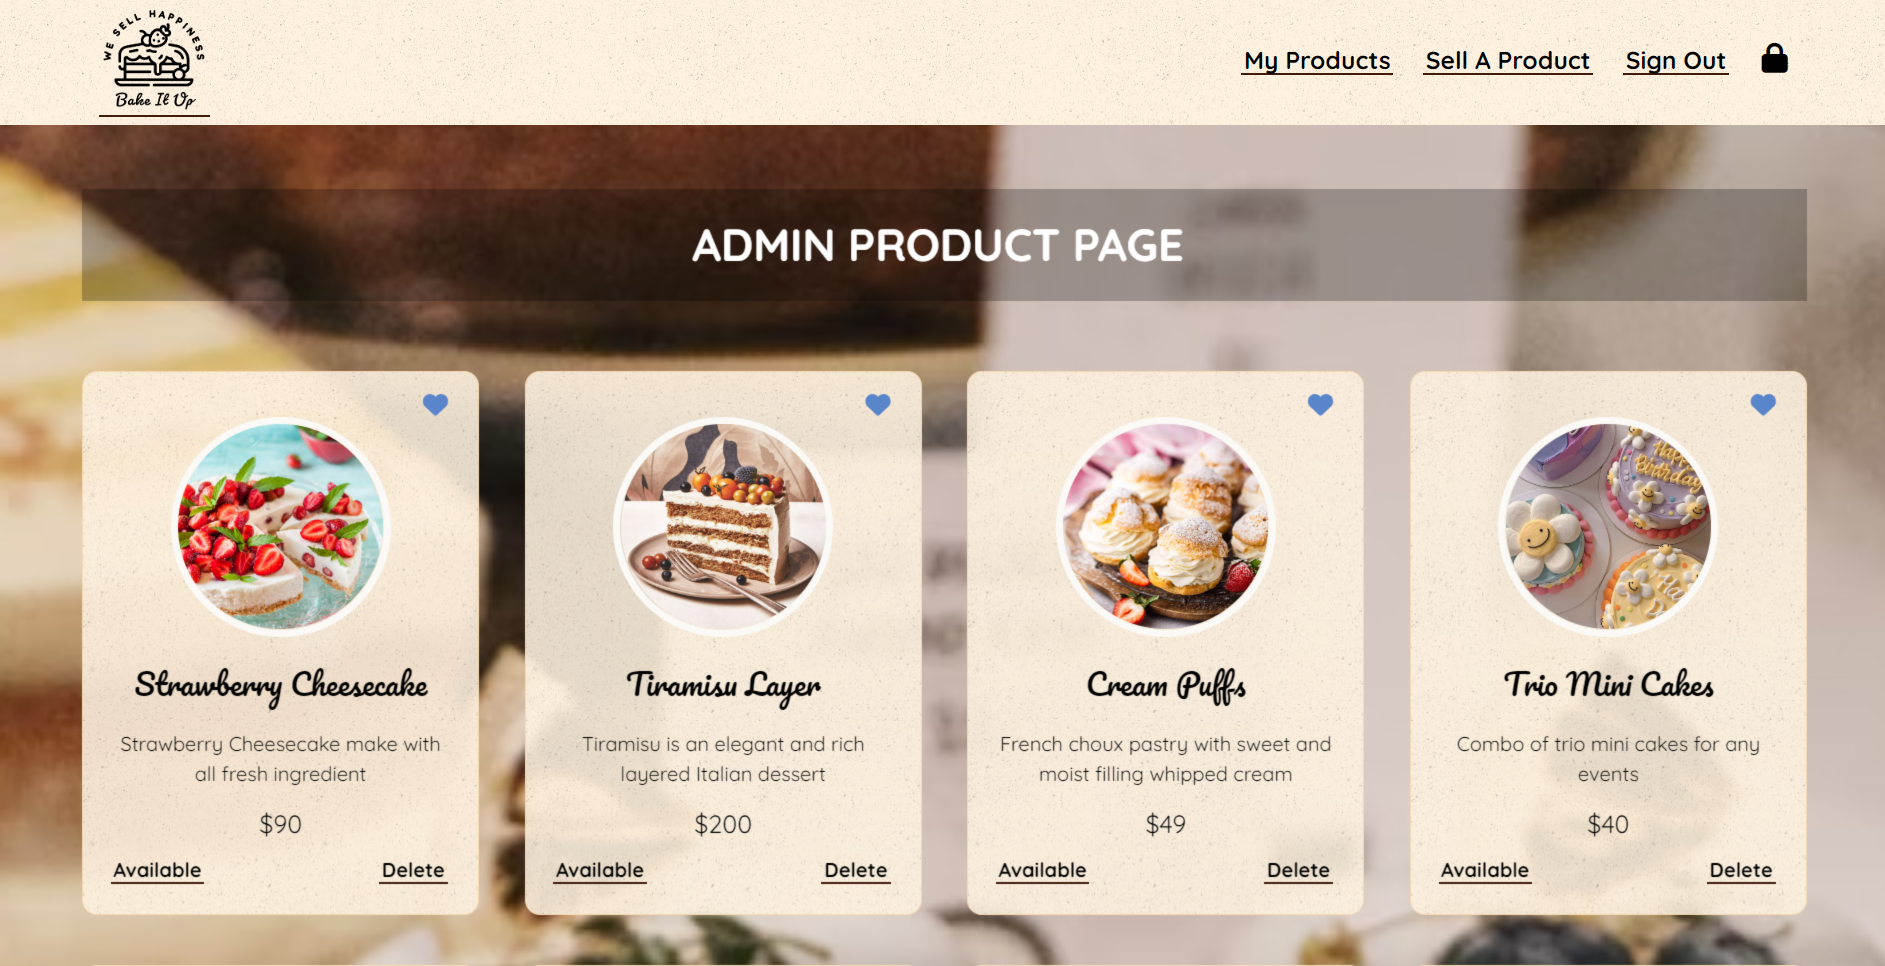 WE SELL HAPPINESS
Bake It Up
My Products
Sell A Product
Sign Out
ADMIN PRODUCT PAGE
Happy
Birthday
Strawberry Cheesecake
Strawberry Cheesecake make with
all fresh ingredient
$90
Available
Delete
Tiramisu Layer
Tiramisu is an elegant and rich
layered Italian dessert
$200
Available
Delete
Cream Puffs
French choux pastry with sweet and
moist filling whipped cream
$49
Available
Delete
Trio Mini Cakes
Combo of trio mini cakes for any
events
$40
Available
Delete